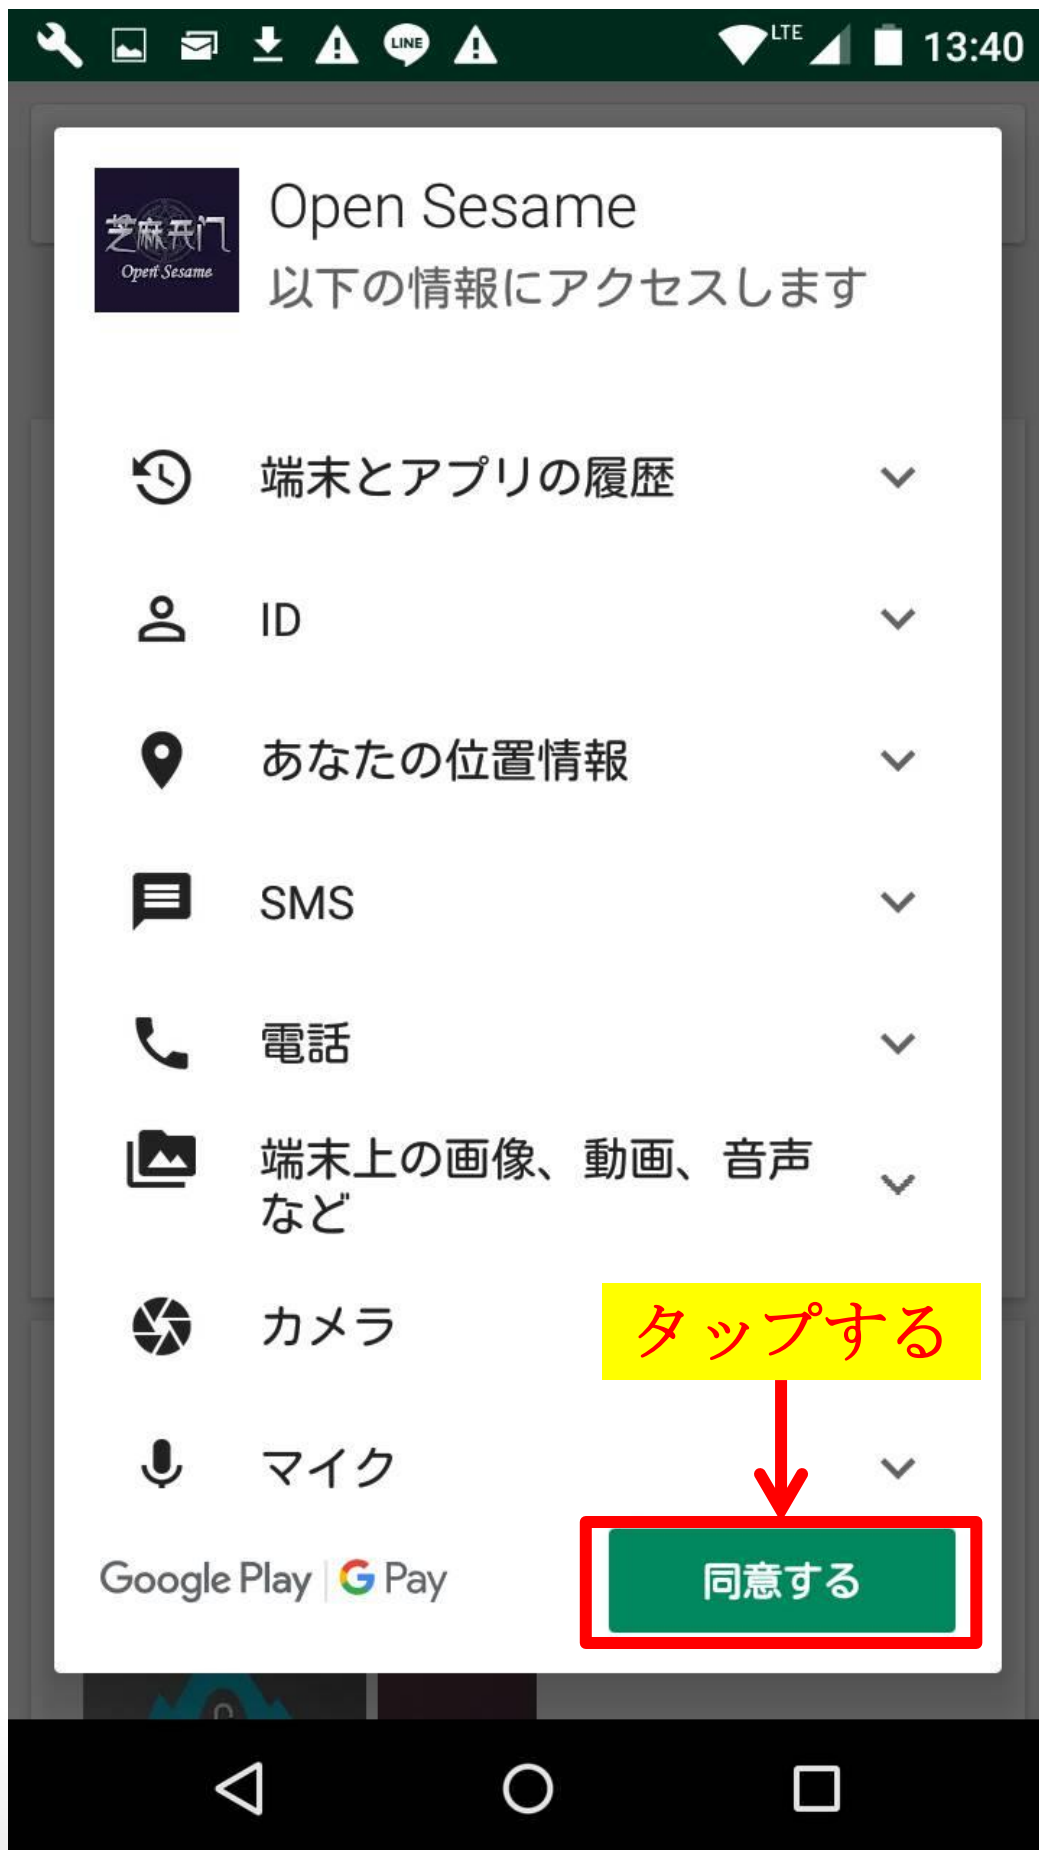 LINE
LTE
13:40
芝麻开门
Open Sesame
Open Sesame
以下の情報にアクセスします
端末とアプリの履歴
ID
あなたの位置情報
SMS
電話
端末上の画像、動画、音声
など
カメラ
タップする
マイク
Google Play
G Pay
同意する